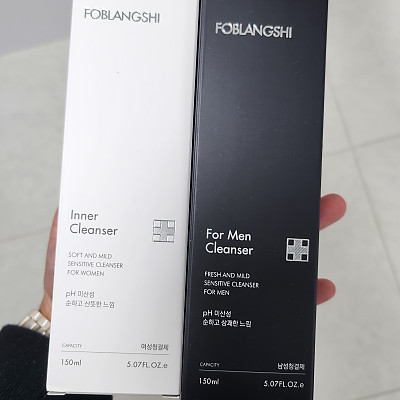 FOBLANGSHI
Inner
Cleanser
SOFT AND MILD
SENSITIVE CLEANSER
FOR WOMEN
pH 미산성
순하고 산뜻한 느낌
CAPACITY 여성청결제
150ml 5.07FL.OZ.e
FOBLANGSHI
For Men
Cleanser
FRESH AND MILD
SENSITIVE CLEANSER
FOR MEN
pH 미산성
순하고 상쾌한 느낌
CAPACITY 남성청결제
150ml 5.07FL.OZ.e